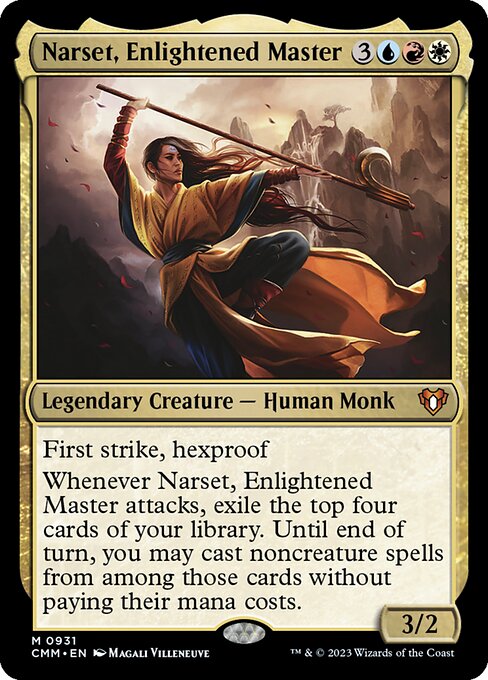 Narset, Enlightened Master 3
Legendary Creature — Human Monk
First strike, hexproof
Whenever Narset, Enlightened
Master attacks, exile the top four
cards of your library. Until end of
turn, you may cast noncreature spells
from among those cards without
paying their mana costs.
3/2
M 0931
CMM • EN Magali Villeneuve
™ & © 2023 Wizards of the Coast